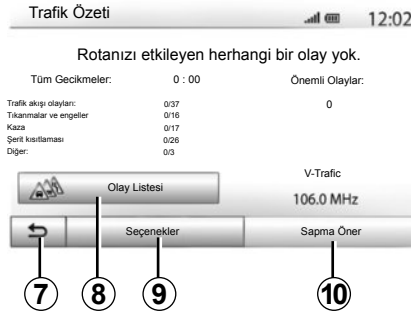 Trafik Özeti 12:02
Rotanızı etkileyen herhangi bir olay yok.
Tüm Gecikmeler: 0 : 00 Önemli Olaylar:
0
Trafik akışı olayları: 0/37
Tıkanmalar ve engeller 0/16
Kaza 0/17
Şerit kısıtlaması 0/26
Diğer: 0/3
Olay Listesi
V-Trafic
106.0 MHz
Seçenekler Sapma Öner
7 8 9 10